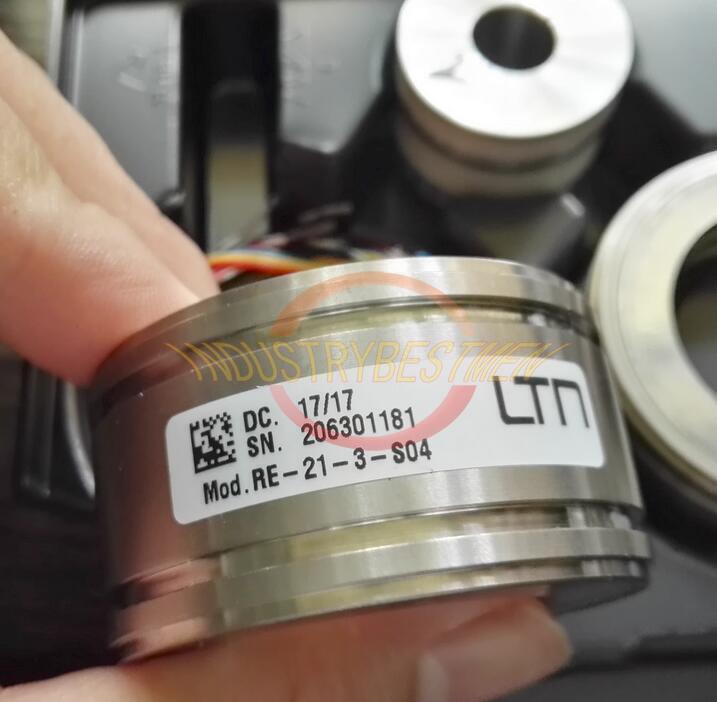 INDUSTRYBESTMEN
DC. 17/17
SN. 206301181
Mod.RE-21-3-S04
LTN